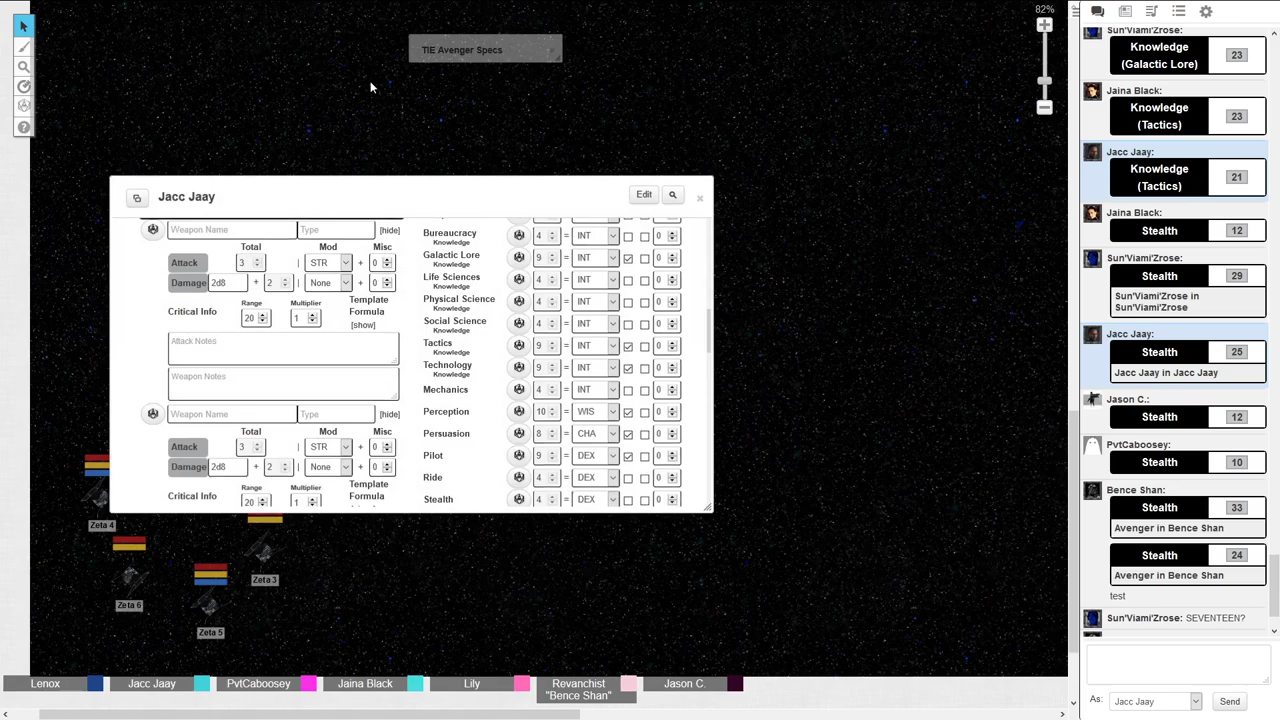 82%
TIE Avenger Specs
Jacc Jaay
Edit
Weapon Name Type [hide]
Total Mod Misc
Attack 3 | STR + 0
Damage 2d8 + 2 | None + 0
Critical Info Range 20 Multiplier 1 Template Formula [show]
Attack Notes
Weapon Notes
Weapon Name Type [hide]
Total Mod Misc
Attack 3 | STR + 0
Damage 2d8 + 2 | None + 0
Critical Info Range 20 Multiplier 1 Template Formula
Bureaucracy Knowledge 4 = INT 0
Galactic Lore Knowledge 9 = INT 0
Life Sciences Knowledge 4 = INT 0
Physical Science Knowledge 4 = INT 0
Social Science Knowledge 4 = INT 0
Tactics Knowledge 9 = INT 0
Technology Knowledge 9 = INT 0
Mechanics 4 = INT 0
Perception 10 = WIS 0
Persuasion 8 = CHA 0
Pilot 9 = DEX 0
Ride 4 = DEX 0
Stealth 4 = DEX 0
Zeta 4
Zeta 3
Zeta 6
Zeta 5
Lenox
Jacc Jaay
PvtCaboosey
Jaina Black
Lily
Revanchist
"Bence Shan"
Jason C.
Sun'Viami'Zrose:
Knowledge
(Galactic Lore)
23
Jaina Black:
Knowledge
(Tactics)
23
Jacc Jaay:
Knowledge
(Tactics)
21
Jaina Black:
Stealth 12
Sun'Viami'Zrose:
Stealth 29
Sun'Viami'Zrose in
Sun'Viami'Zrose
Jacc Jaay:
Stealth 25
Jacc Jaay in Jacc Jaay
Jason C.:
Stealth 12
PvtCaboosey:
Stealth 10
Bence Shan:
Stealth 33
Avenger in Bence Shan
Stealth 24
Avenger in Bence Shan
test
Sun'Viami'Zrose: SEVENTEEN?
As: Jacc Jaay Send